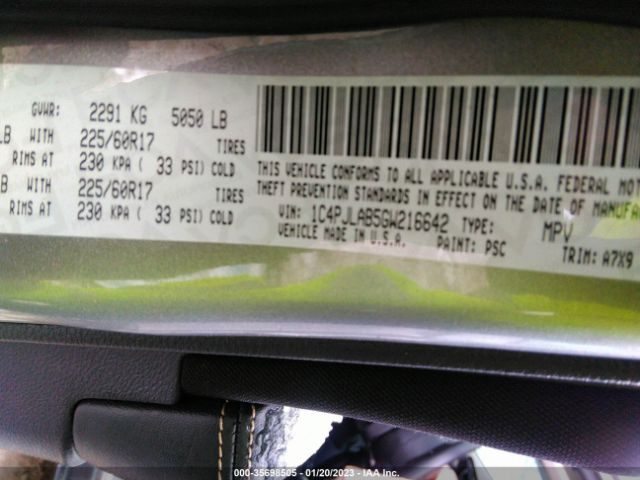 GVWR: 2291 KG 5050 LB
LB WITH 225/60R17 TIRES
RIMS AT 230 KPA ( 33 PSI) COLD
WITH 225/60R17 TIRES
RIMS AT 230 KPA ( 33 PSI) COLD
THIS VEHICLE CONFORMS TO ALL APPLICABLE U.S.A. FEDERAL
THEFT PREVENTION STANDARDS IN EFFECT ON THE DATE OF
VIN: 1C4PJLAB5GW216642 TYPE: MPV
VEHICLE MADE IN U.S.A. PAINT: PSC
TRIM: A7X9
000-35698505 - 01/20/2023 - IAA Inc.